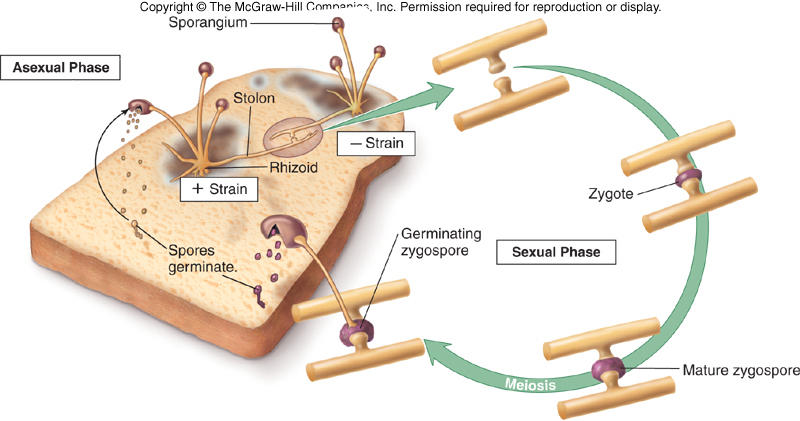 Copyright © The McGraw-Hill Companies, Inc. Permission required for reproduction or display.
Sporangium
Asexual Phase
Stolon
– Strain
Rhizoid
+ Strain
Zygote
Spores
germinate.
Germinating
zygospore
Sexual Phase
Mature zygospore
Meiosis